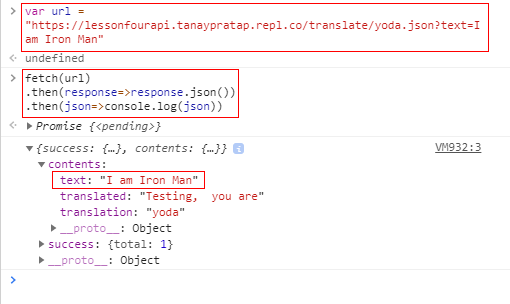 var url =
"https://lessonfourapi.tanaypratap.repl.co/translate/yoda.json?text=I
am Iron Man"
undefined
fetch(url)
.then(response=>response.json())
.then(json=>console.log(json))
Promise {<pending>}
{success: {…}, contents: {…}} VM932:3
contents:
text: "I am Iron Man"
translated: "Testing,  you are"
translation: "yoda"
__proto__: Object
success: {total: 1}
__proto__: Object